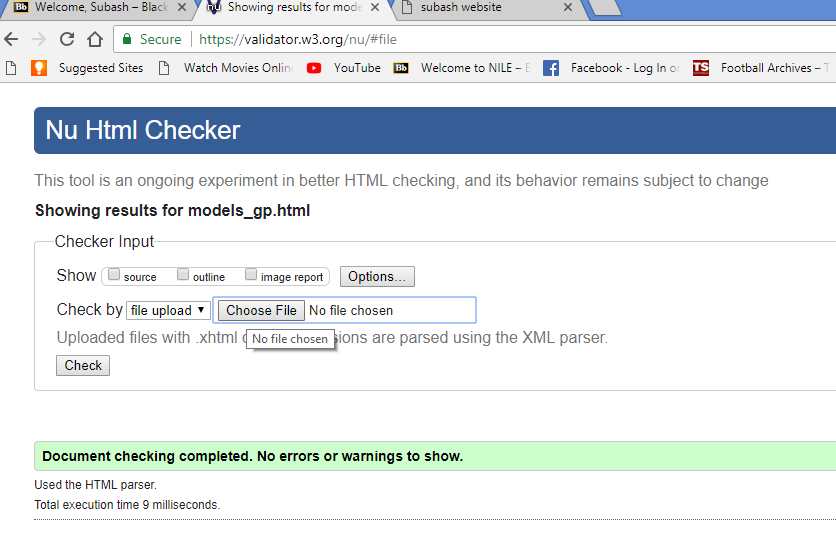 Bb Welcome, Subash – Black
nu Showing results for mode
subash website
Secure https://validator.w3.org/nu/#file
Suggested Sites Watch Movies Onlin YouTube Bb Welcome to NILE – B Facebook - Log In or TS Football Archives – T
Nu Html Checker
This tool is an ongoing experiment in better HTML checking, and its behavior remains subject to change
Showing results for models_gp.html
Checker Input
Show source outline image report Options...
Check by file upload Choose File No file chosen
Uploaded files with .xhtml sions are parsed using the XML parser.
No file chosen
Check
Document checking completed. No errors or warnings to show.
Used the HTML parser.
Total execution time 9 milliseconds.